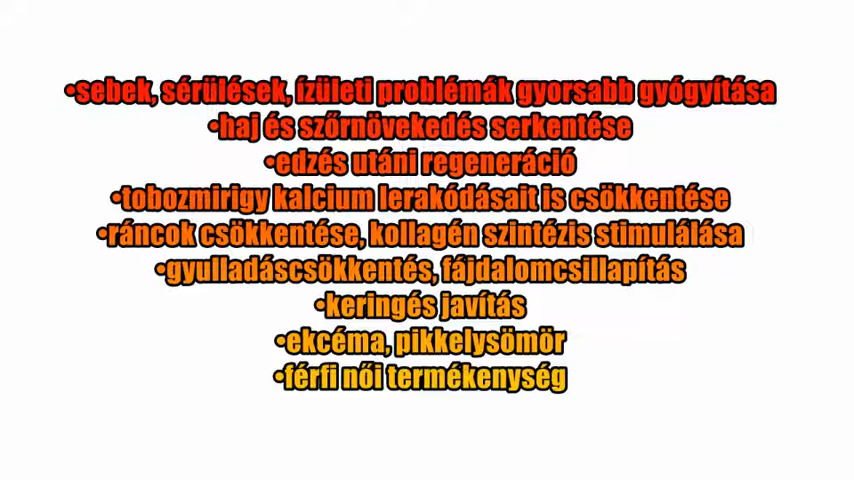 •sebek, sérülések, ízületi problémák gyorsabb gyógyítása
•haj és szőrnövekedés serkentése
•edzés utáni regeneráció
•tobozmirigy kalcium lerakódásait is csökkentése
•ráncok csökkentése, kollagén szintézis stimulálása
•gyulladáscsökkentés, fájdalomcsillapítás
•keringés javítás
•ekcéma, pikkelysömör
•férfi női termékenység